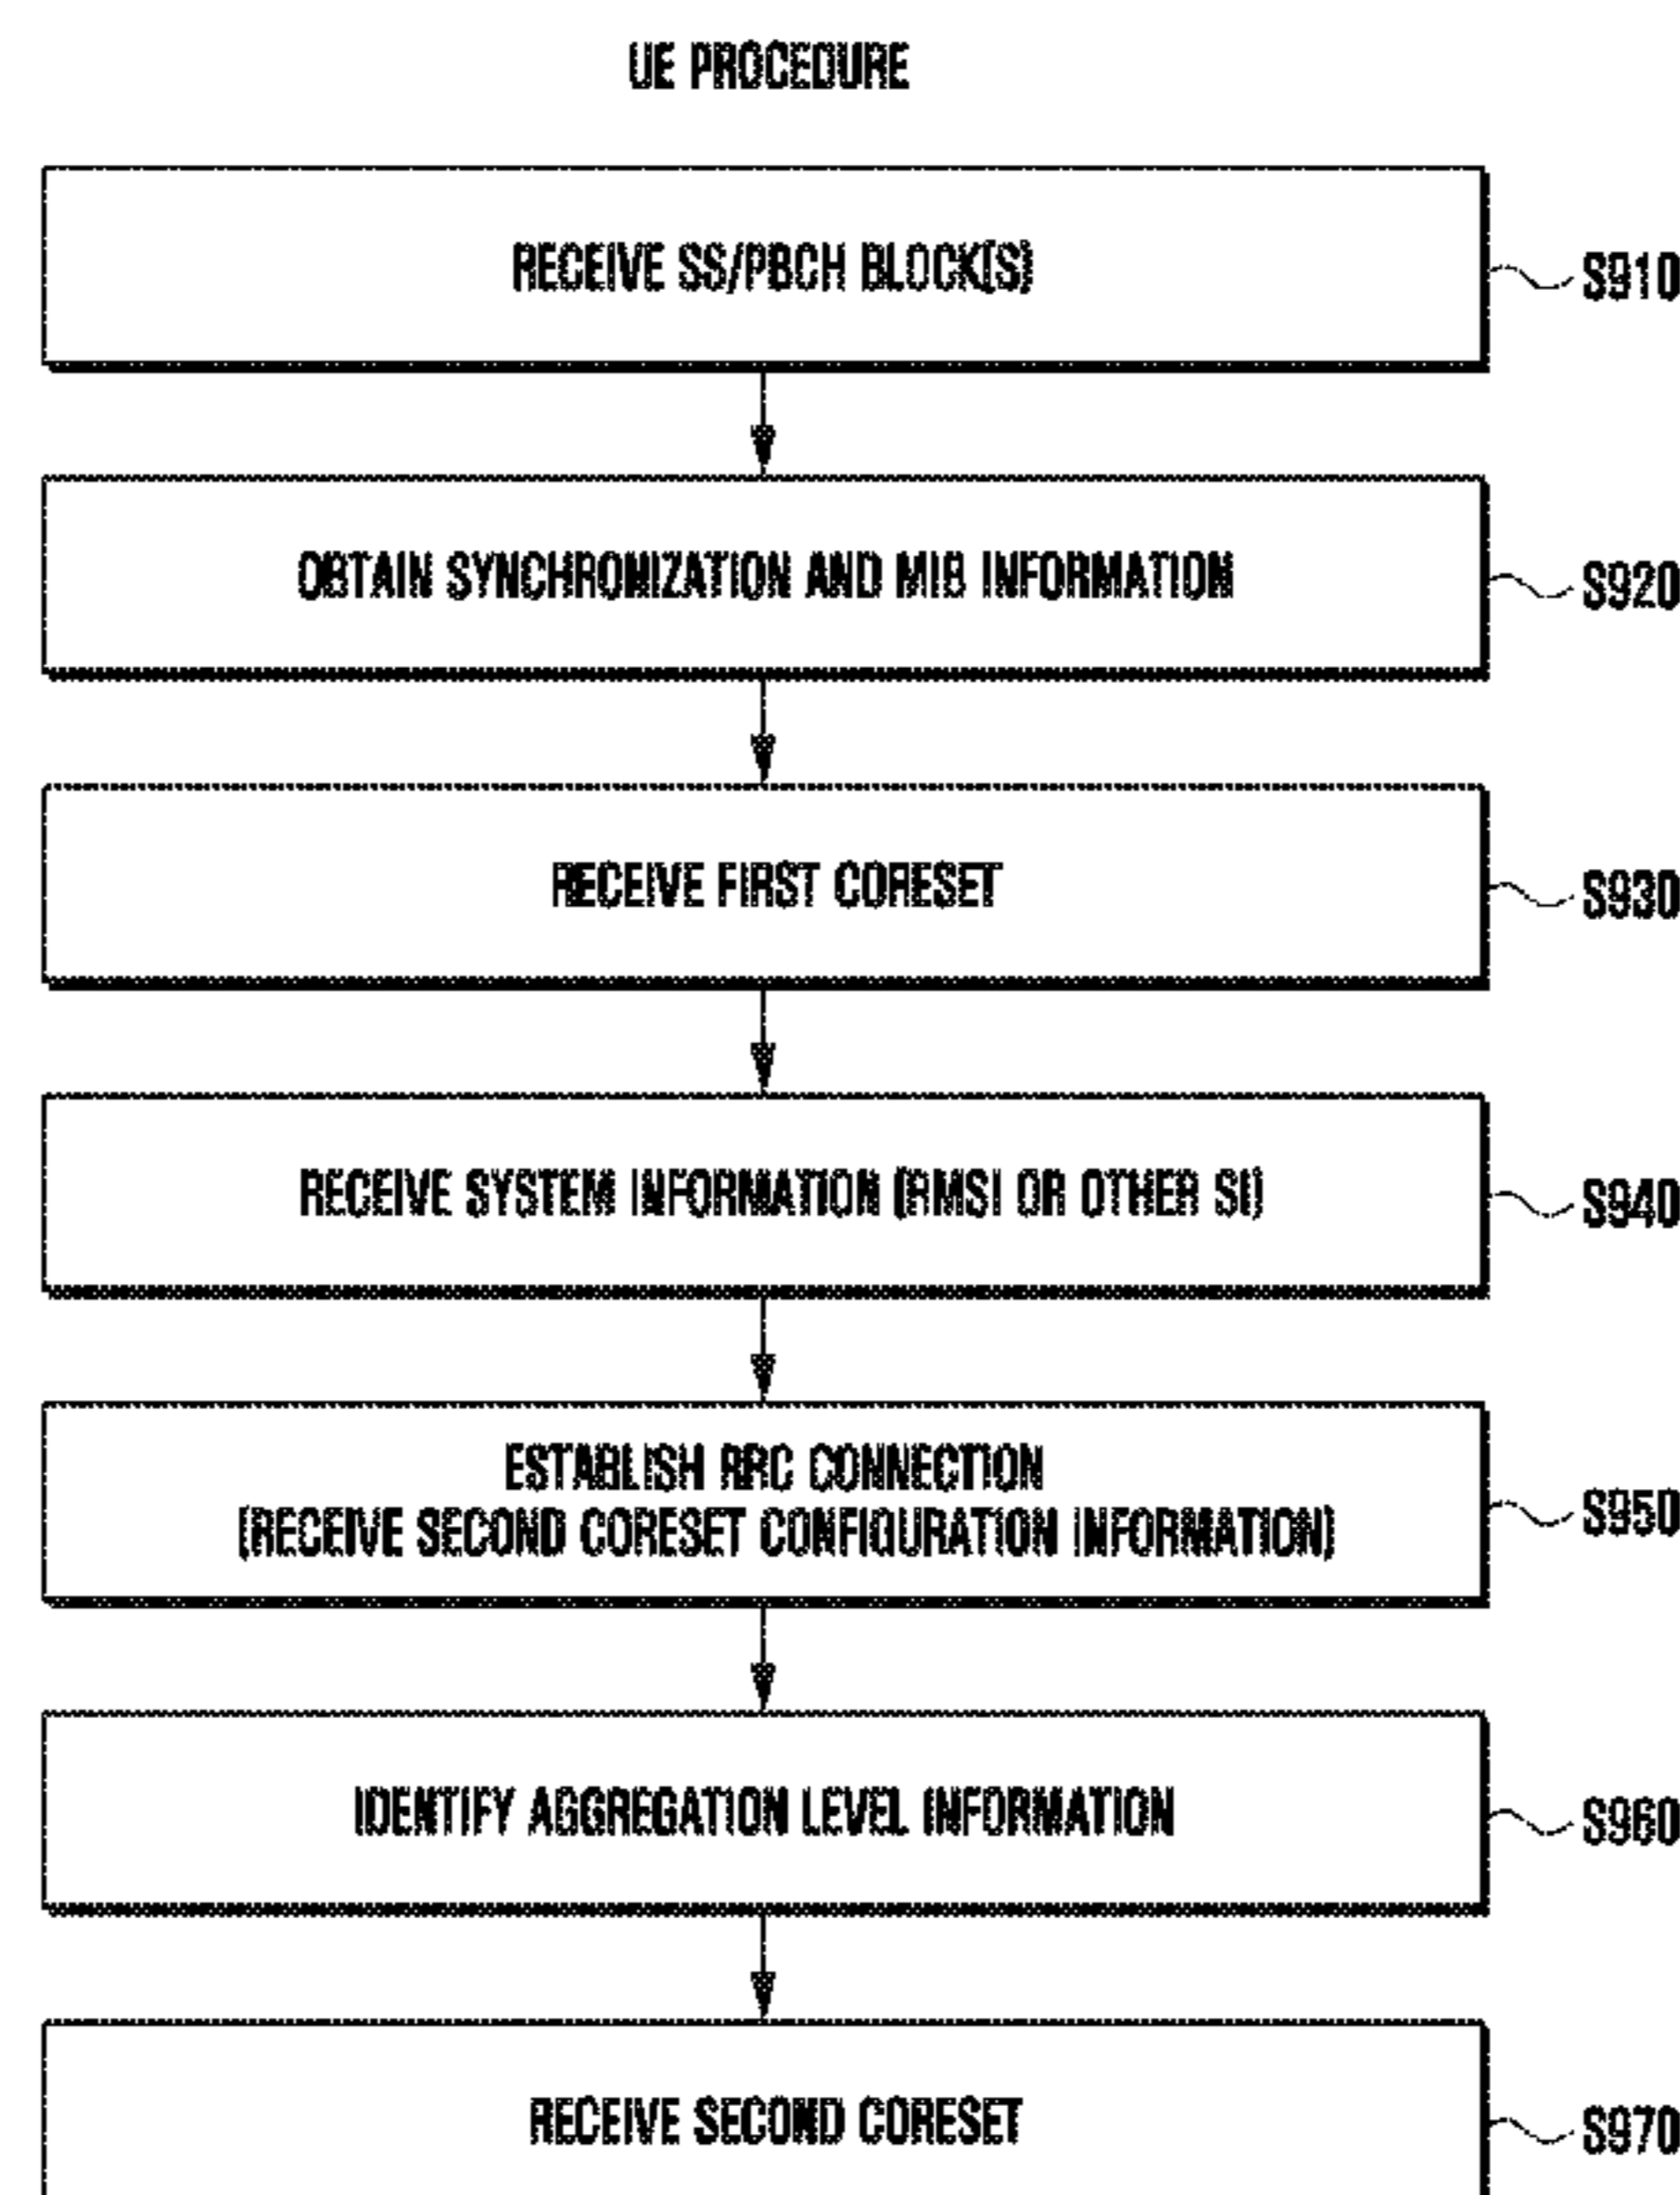 UE PROCEDURE
RECEIVE SS/PBCH BLOCK(S)
S910
OBTAIN SYNCHRONIZATION AND MIB INFORMATION
S920
RECEIVE FIRST CORESET
S930
RECEIVE SYSTEM INFORMATION (RMSI OR OTHER SI)
S940
ESTABLISH RRC CONNECTION
(RECEIVE SECOND CORESET CONFIGURATION INFORMATION)
S950
IDENTIFY AGGREGATION LEVEL INFORMATION
S960
RECEIVE SECOND CORESET
S970